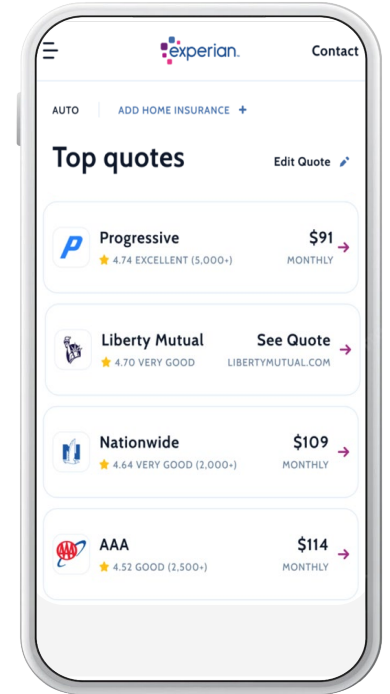 experian.
Contact
AUTO
ADD HOME INSURANCE +
Top quotes
Edit Quote
Progressive
$91
4.74 EXCELLENT (5,000+)
MONTHLY
Liberty Mutual
See Quote
4.70 VERY GOOD
LIBERTYMUTUAL.COM
Nationwide
$109
4.64 VERY GOOD (2,000+)
MONTHLY
AAA
AAA
$114
4.52 GOOD (2,500+)
MONTHLY